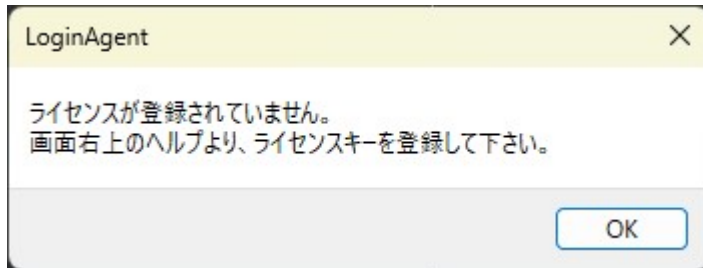 LoginAgent
ライセンスが登録されていません。
画面右上のヘルプより、ライセンスキーを登録して下さい。
OK